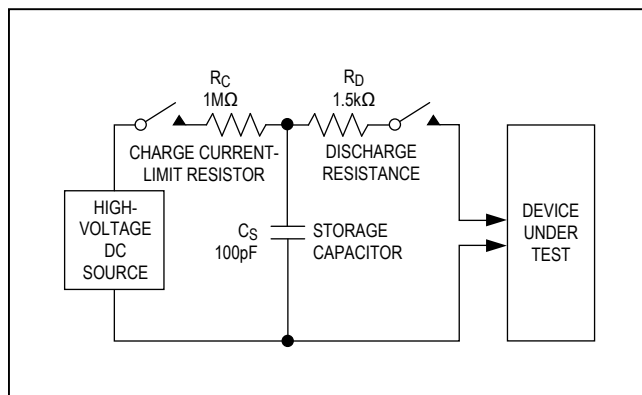 R_C
1MΩ
R_D
1.5kΩ
CHARGE CURRENT-
LIMIT RESISTOR
DISCHARGE
RESISTANCE
HIGH-
VOLTAGE
DC
SOURCE
C_S
100pF
STORAGE
CAPACITOR
DEVICE
UNDER
TEST